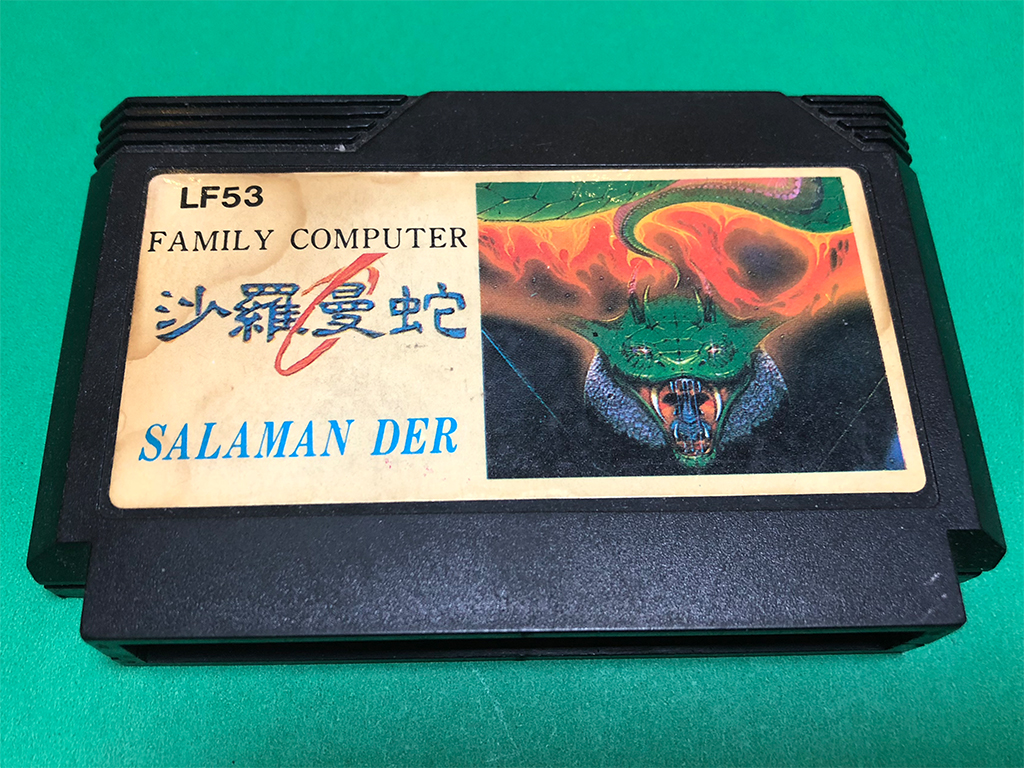 LF53
FAMILY COMPUTER
沙羅曼蛇
SALAMAN DER